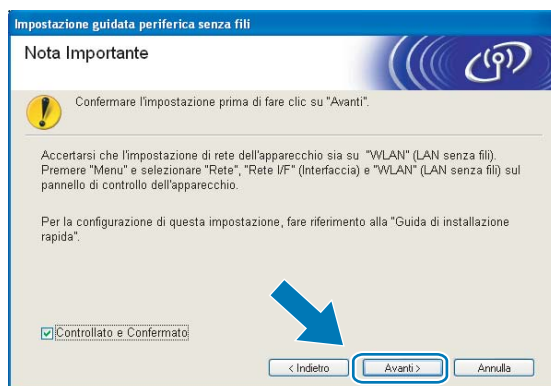 Impostazione guidata periferica senza fili
Nota Importante
Confermare l'impostazione prima di fare clic su "Avanti".
Accertarsi che l'impostazione di rete dell'apparecchio sia su "WLAN" (LAN senza fili).
Premere "Menu" e selezionare "Rete", "Rete I/F" (Interfaccia) e "WLAN" (LAN senza fili) sul
pannello di controllo dell'apparecchio.
Per la configurazione di questa impostazione, fare riferimento alla "Guida di installazione
rapida".
Controllato e Confermato
< Indietro Avanti > Annulla